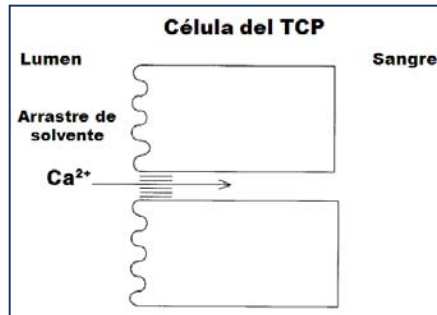 Célula del TCP
Lumen
Sangre
Arrastre de
solvente
Ca²⁺